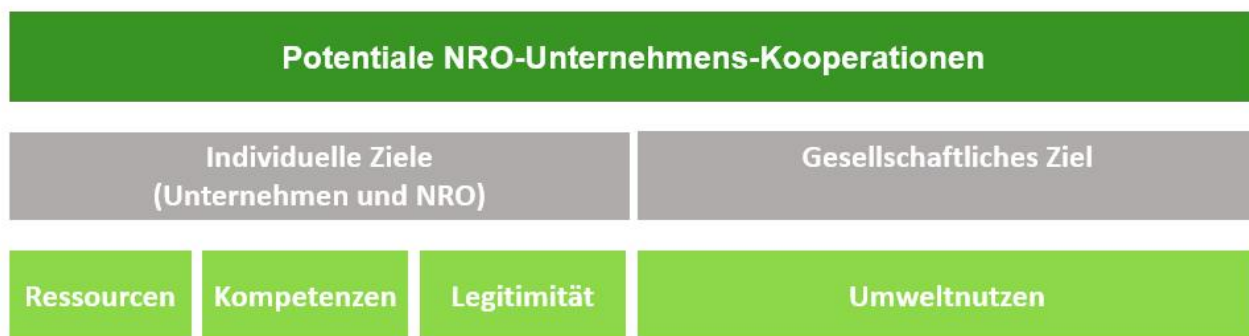 Potentiale NRO-Unternehmens-Kooperationen
Individuelle Ziele
(Unternehmen und NRO)
Gesellschaftliches Ziel
Ressourcen
Kompetenzen
Legitimität
Umweltnutzen